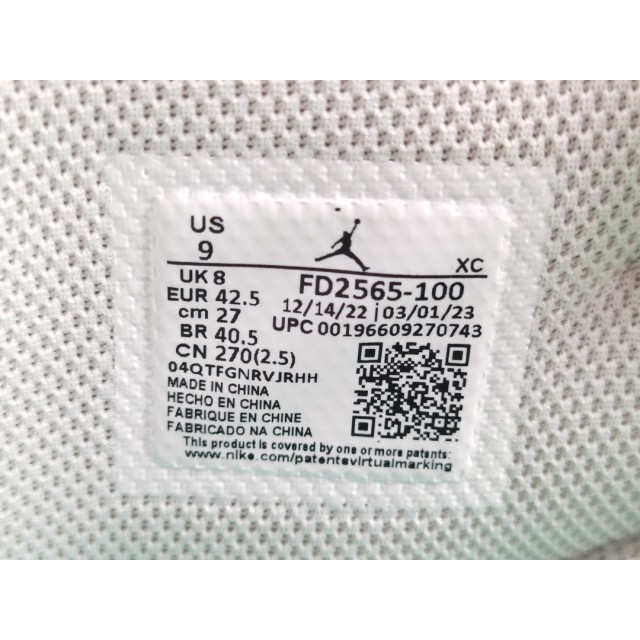 US
9
XC
UK 8
EUR 42.5
cm 27
BR 40.5
CN 270(2.5)
04QTFGNRVJRHH
MADE IN CHINA
HECHO EN CHINA
FABRIQUE EN CHINE
FABRICADO NA CHINA
FD2565-100
12/14/22 | 03/01/23
UPC 00196609270743
This product is covered by one or more patents:
www.nike.com/patentsvirtualmarking